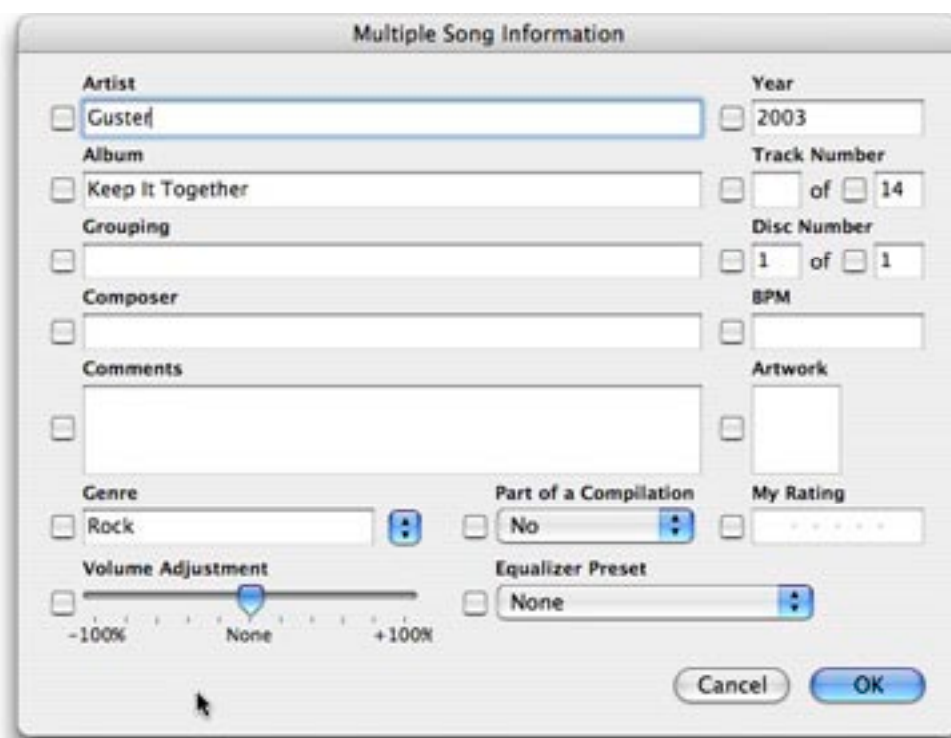 Multiple Song Information
Artist Year
Guster 2003
Album Track Number
Keep It Together of 14
Grouping Disc Number
1 of 1
Composer BPM
Comments Artwork
Genre Part of a Compilation My Rating
Rock No
Volume Adjustment Equalizer Preset
None
-100% None +100%
Cancel OK